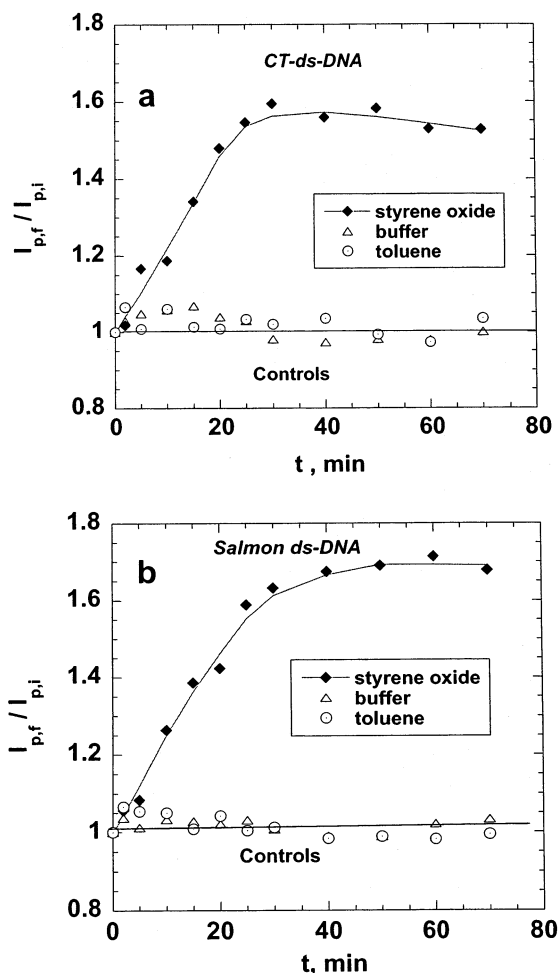 CT-ds-DNA
a
I p,f / I p,i
1.8
1.6
1.4
1.2
1
0.8
styrene oxide
buffer
toluene
Controls
0 20 40 60 80
t , min
Salmon ds-DNA
b
I p,f / I p,i
1.8
1.6
1.4
1.2
1
0.8
styrene oxide
buffer
toluene
Controls
0 20 40 60 80
t, min